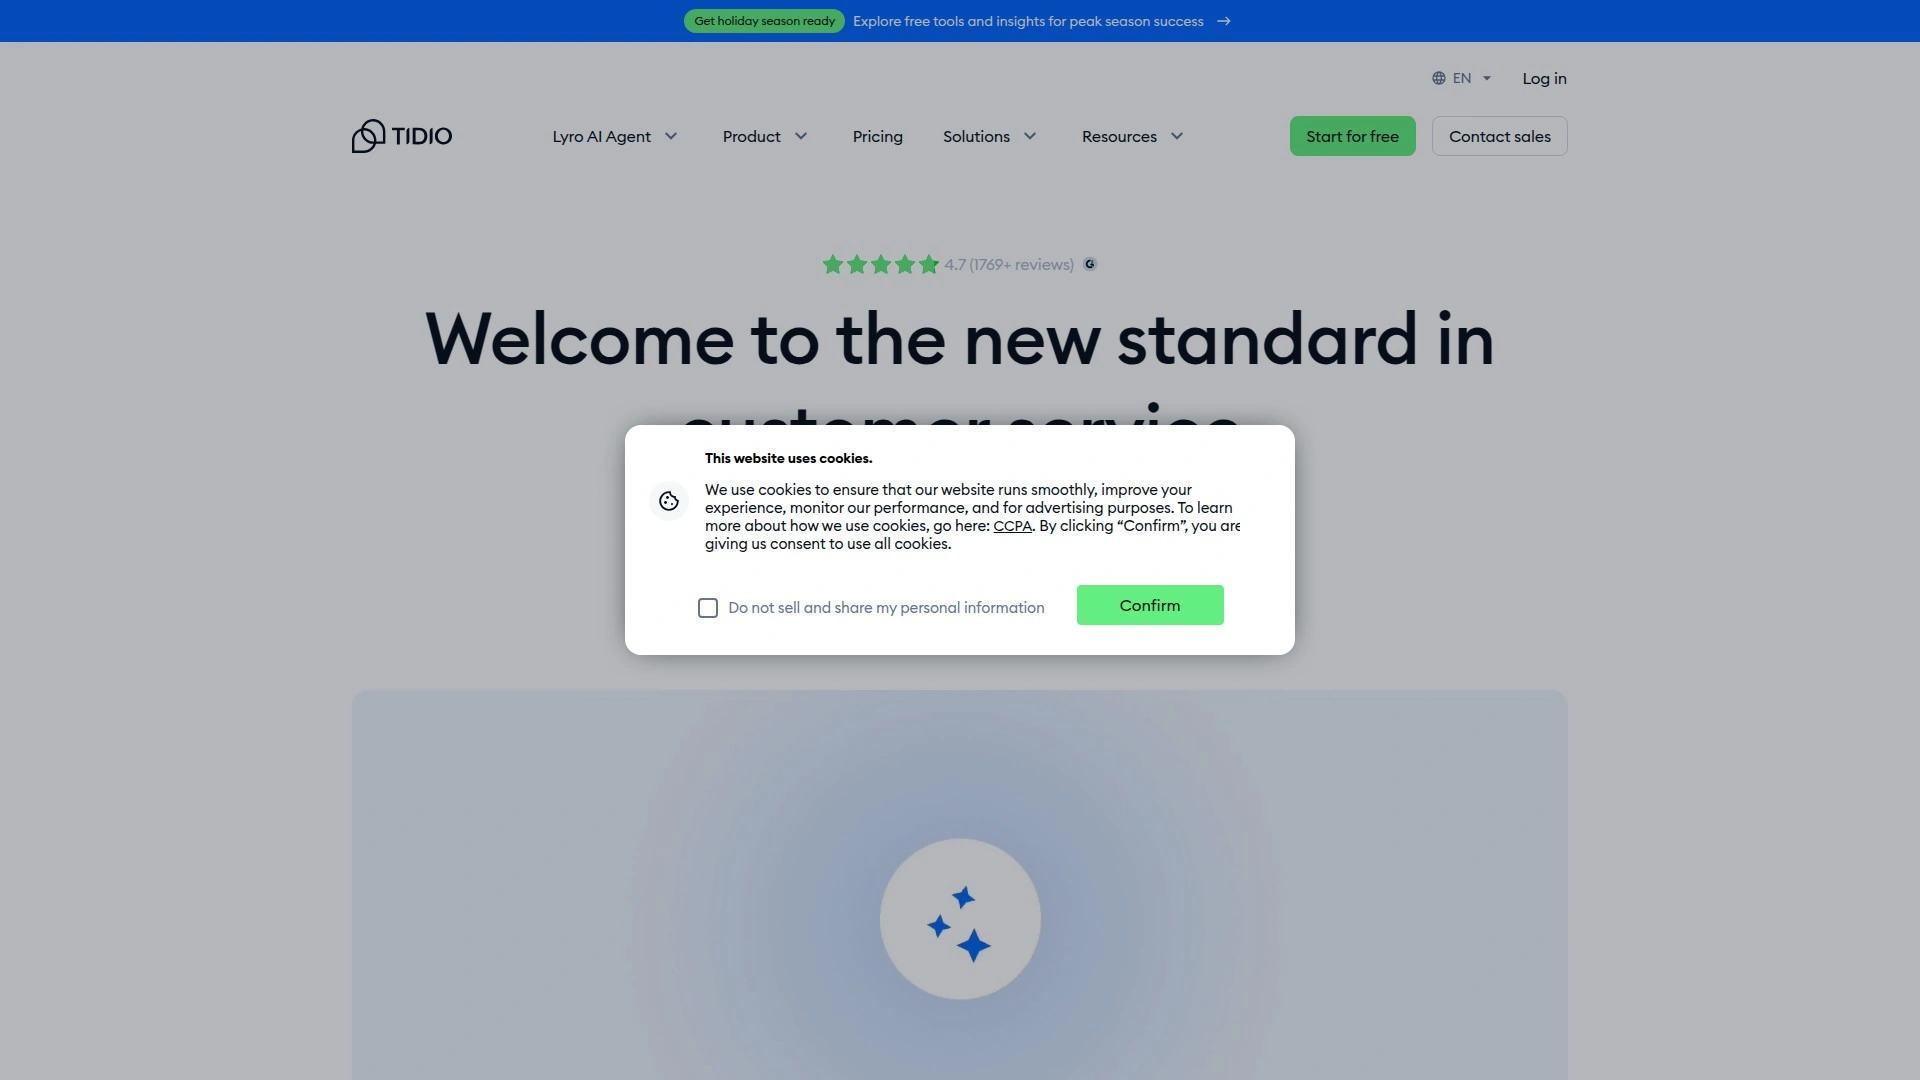 Get holiday season ready Explore free tools and insights for peak season success
EN Log in
TIDIO Lyro AI Agent Product Pricing Solutions Resources Start for free Contact sales
4.7 (1769+ reviews)
Welcome to the new standard in
customer service
This website uses cookies.
We use cookies to ensure that our website runs smoothly, improve your
experience, monitor our performance, and for advertising purposes. To learn
more about how we use cookies, go here: CCPA. By clicking “Confirm”, you are
giving us consent to use all cookies.
Do not sell and share my personal information Confirm